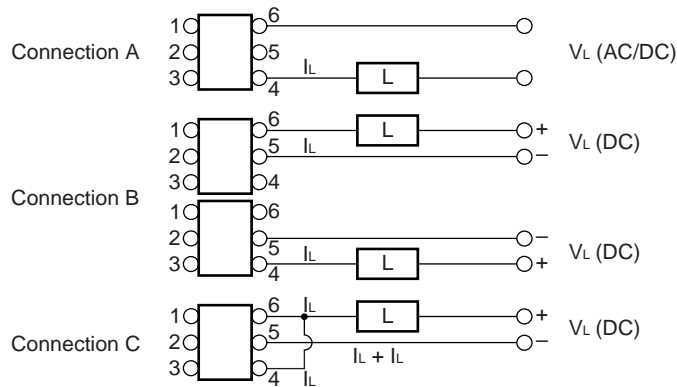 Connection A
1 6
2 5
3 4
IL
L
VL (AC/DC)
Connection B
1 6
2 5
3 4
IL
L
+
−
VL (DC)
1 6
2 5
3 4
IL
L
−
+
VL (DC)
Connection C
1 6
2 5
3 4
IL
L
+
−
VL (DC)
IL + IL
IL